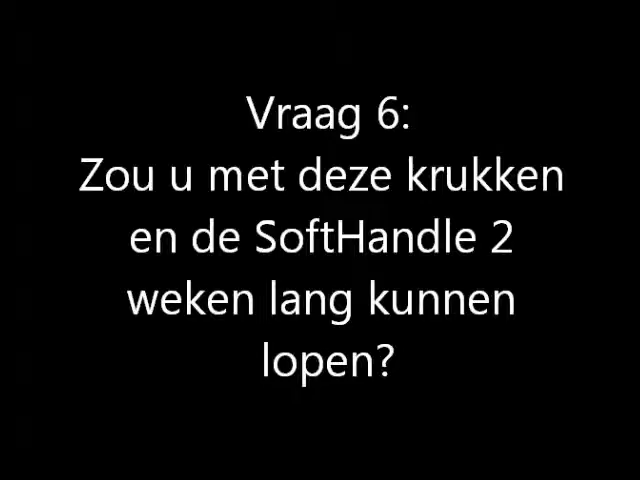 Vraag 6:
Zou u met deze krukken
en de SoftHandle 2
weken lang kunnen
lopen?